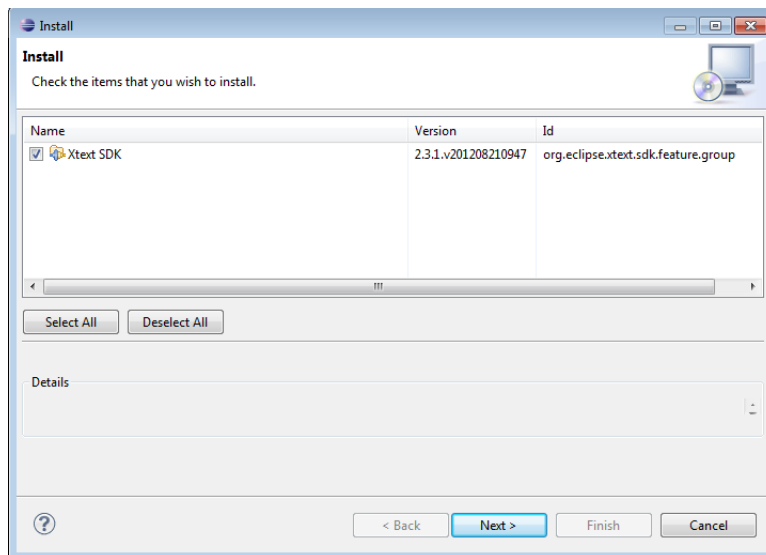 Install
Install
Check the items that you wish to install.
Name Version Id
Xtext SDK 2.3.1.v201208210947 org.eclipse.xtext.sdk.feature.group
Select All Deselect All
Details
< Back Next > Finish Cancel